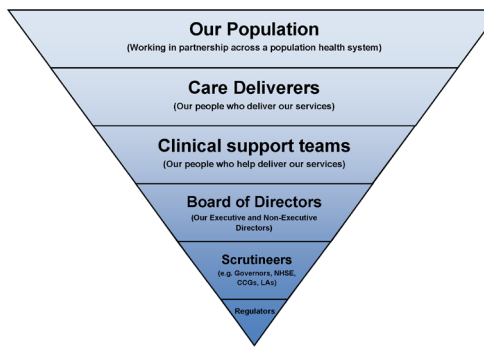 Our Population
(Working in partnership across a population health system)
Care Deliverers
(Our people who deliver our services)
Clinical support teams
(Our people who help deliver our services)
Board of Directors
(Our Executive and Non-Executive
Directors)
Scrutineers
(e.g. Governors, NHSE,
CCGs, LAs)
Regulators